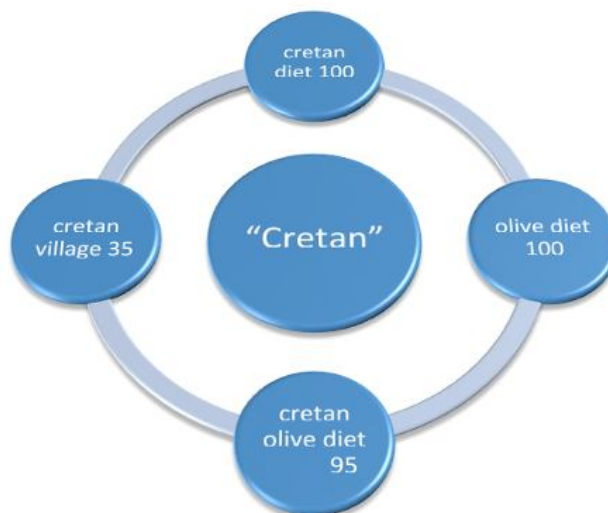 cretan
diet 100
cretan
village 35
“Cretan”
olive diet
100
cretan
olive diet
95